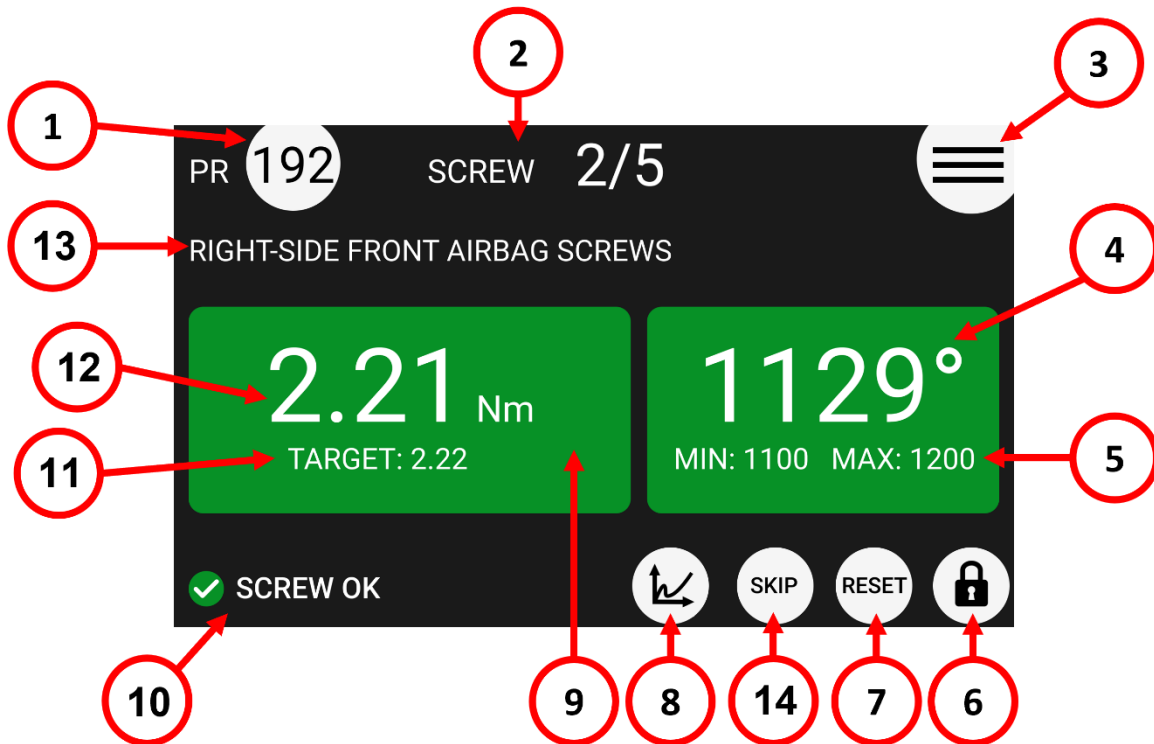 2
3
1
PR 192 SCREW 2/5
13
RIGHT-SIDE FRONT AIRBAG SCREWS
4
12
2.21 Nm
1129°
11
TARGET: 2.22
MIN: 1100 MAX: 1200
5
SCREW OK
SKIP
RESET
10
9
8
14
7
6